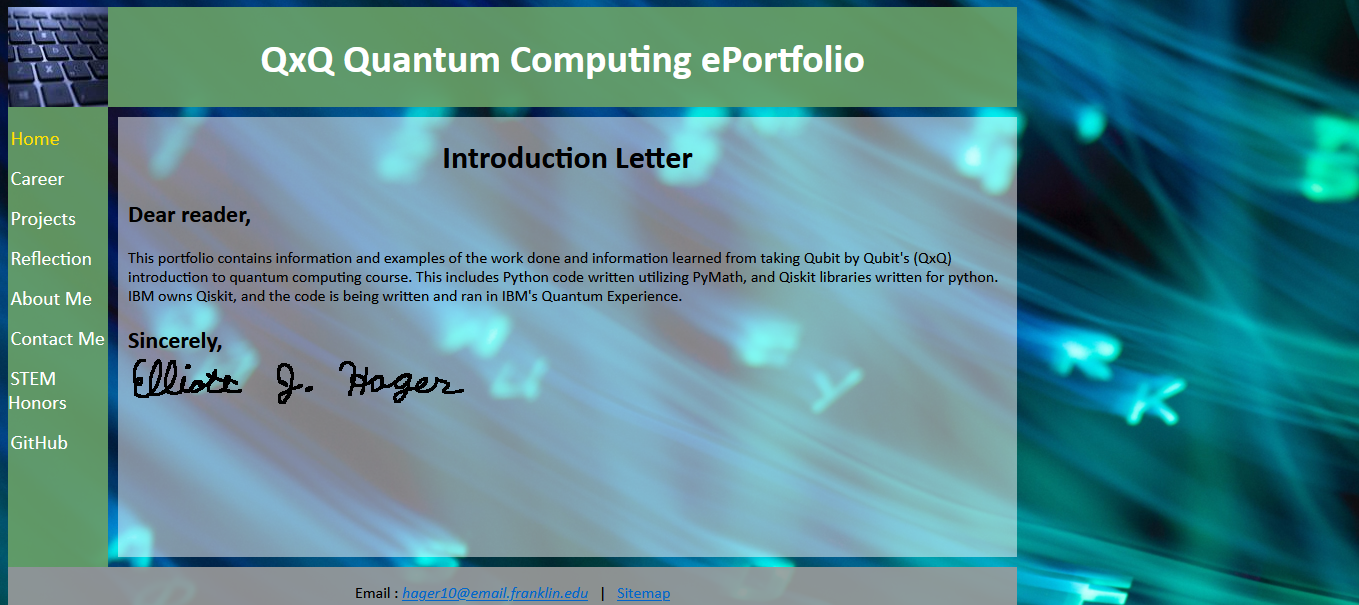 QxQ Quantum Computing ePortfolio
Home
Career
Projects
Reflection
About Me
Contact Me
STEM
Honors
GitHub
Introduction Letter
Dear reader,
This portfolio contains information and examples of the work done and information learned from taking Qubit by Qubit's (QxQ)
introduction to quantum computing course. This includes Python code written utilizing PyMath, and Qiskit libraries written for python.
IBM owns Qiskit, and the code is being written and ran in IBM's Quantum Experience.
Sincerely,
Elliott J. Hager
Email : hager10@email.franklin.edu | Sitemap